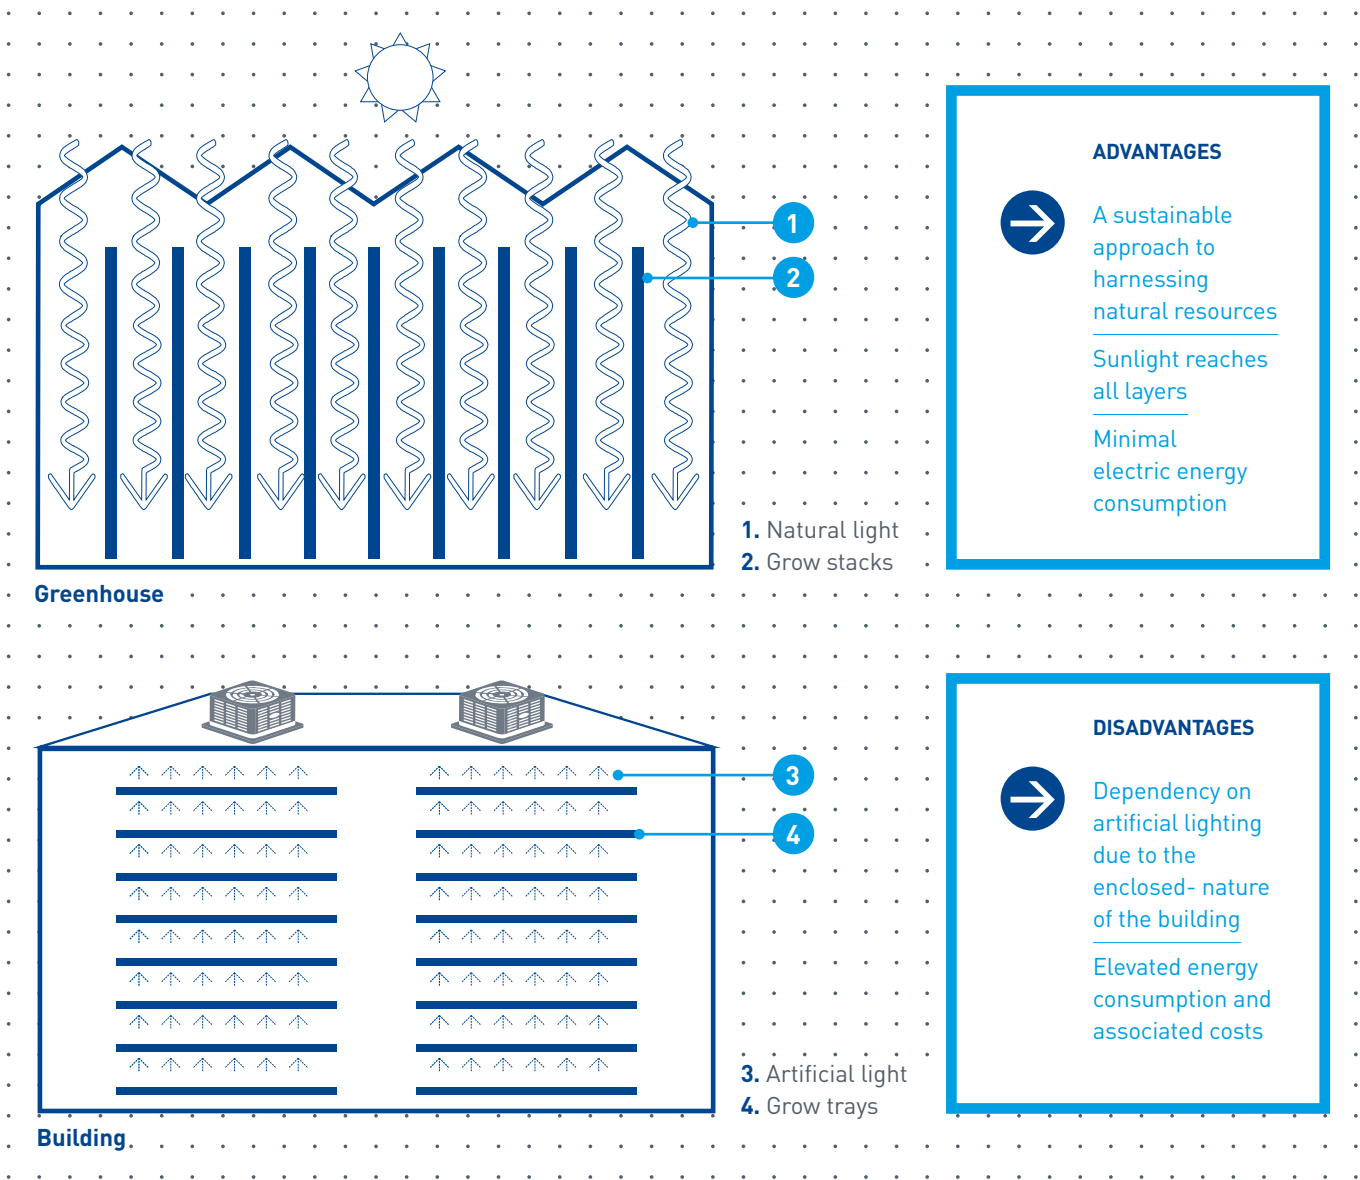 1
2
1. Natural light
2. Grow stacks
Greenhouse
ADVANTAGES
A sustainable
approach to
harnessing
natural resources
Sunlight reaches
all layers
Minimal
electric energy
consumption
3
4
3. Artificial light
4. Grow trays
Building
DISADVANTAGES
Dependency on
artificial lighting
due to the
enclosed- nature
of the building
Elevated energy
consumption and
associated costs